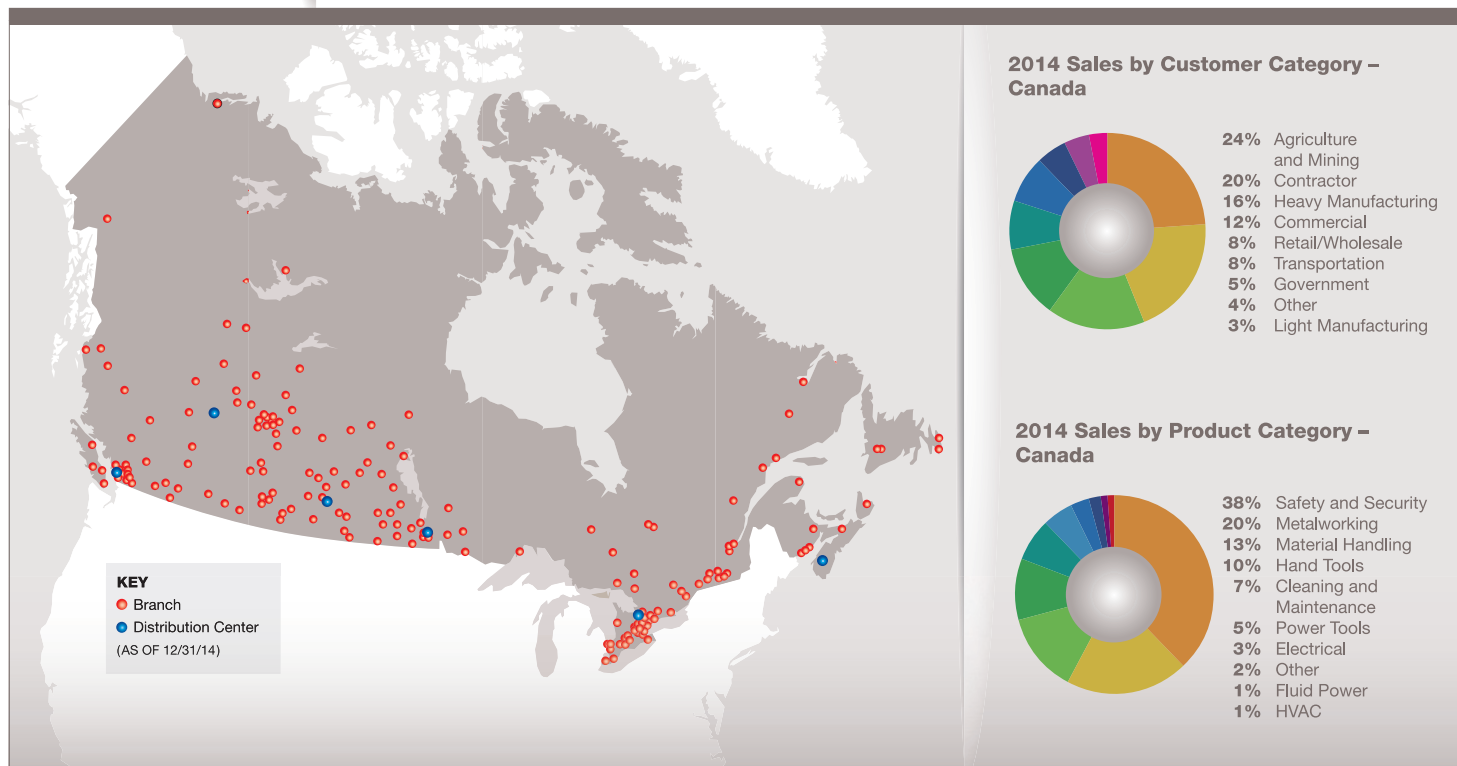 KEY
Branch
Distribution Center
(AS OF 12/31/14)
2014 Sales by Customer Category –
Canada
24% Agriculture
and Mining
20% Contractor
16% Heavy Manufacturing
12% Commercial
8% Retail/Wholesale
8% Transportation
5% Government
4% Other
3% Light Manufacturing
2014 Sales by Product Category –
Canada
38% Safety and Security
20% Metalworking
13% Material Handling
10% Hand Tools
7% Cleaning and
Maintenance
5% Power Tools
3% Electrical
2% Other
1% Fluid Power
1% HVAC